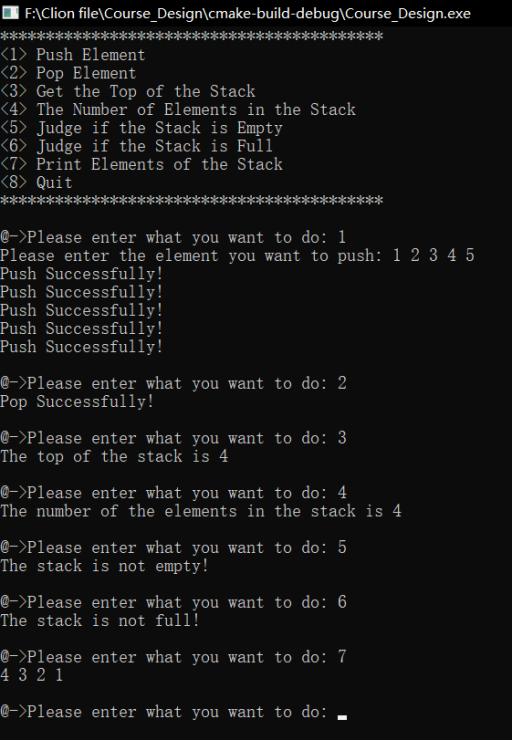 F:\Clion file\Course_Design\cmake-build-debug\Course_Design.exe
******************************************
<1> Push Element
<2> Pop Element
<3> Get the Top of the Stack
<4> The Number of Elements in the Stack
<5> Judge if the Stack is Empty
<6> Judge if the Stack is Full
<7> Print Elements of the Stack
<8> Quit
******************************************
@->Please enter what you want to do: 1
Please enter the element you want to push: 1 2 3 4 5
Push Successfully!
Push Successfully!
Push Successfully!
Push Successfully!
Push Successfully!
@->Please enter what you want to do: 2
Pop Successfully!
@->Please enter what you want to do: 3
The top of the stack is 4
@->Please enter what you want to do: 4
The number of the elements in the stack is 4
@->Please enter what you want to do: 5
The stack is not empty!
@->Please enter what you want to do: 6
The stack is not full!
@->Please enter what you want to do: 7
4 3 2 1
@->Please enter what you want to do: